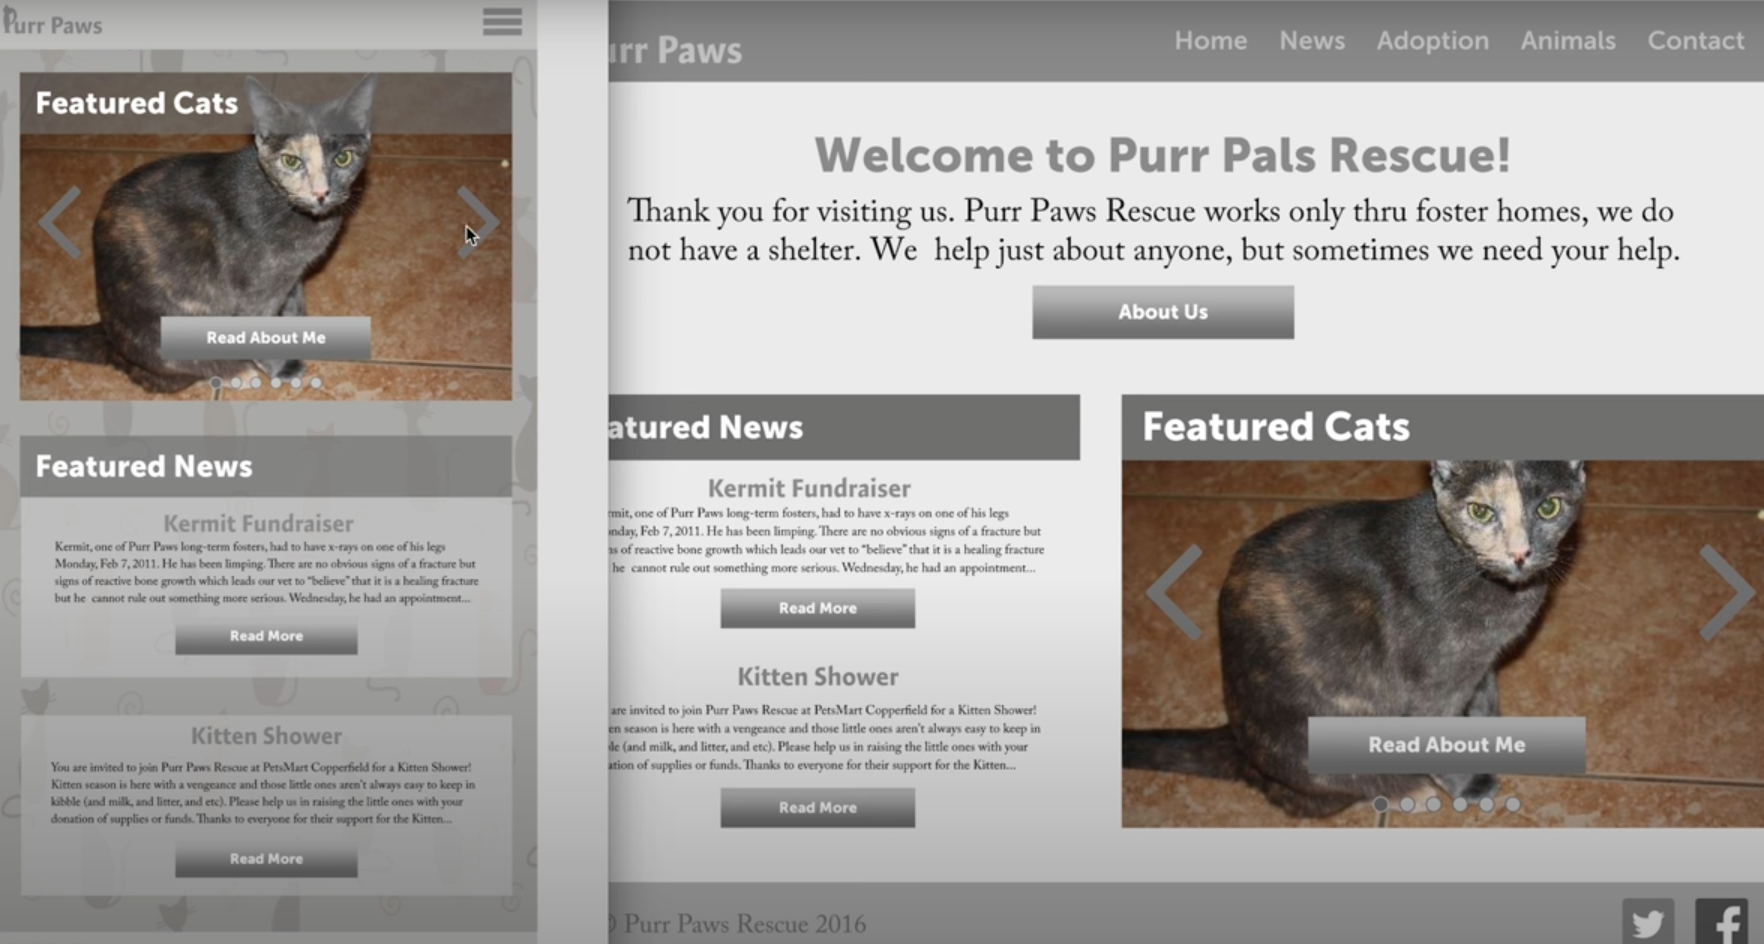 Purr Paws
Featured Cats
Read About Me
Featured News
Kermit Fundraiser
Kermit, one of Purr Paws long-term fosters, had to have x-rays on one of his legs
Monday, Feb 7, 2011. He has been limping. There are no obvious signs of a fracture but
signs of reactive bone growth which leads our vet to "believe" that it is a healing fracture
but he cannot rule out something more serious. Wednesday, he had an appointment...
Read More
Kitten Shower
You are invited to join Purr Paws Rescue at PetsMart Copperfield for a Kitten Shower!
Kitten season is here with a vengeance and those little ones aren't always easy to keep in
kibble (and milk, and litter, and etc). Please help us in raising the little ones with your
donation of supplies or funds. Thanks to everyone for their support for the Kitten...
Read More
urr Paws
Home News Adoption Animals Contact
Welcome to Purr Pals Rescue!
Thank you for visiting us. Purr Paws Rescue works only thru foster homes, we do
not have a shelter. We help just about anyone, but sometimes we need your help.
About Us
atured News
Kermit Fundraiser
rmit, one of Purr Paws long-term fosters, had to have x-rays on one of his legs
nday, Feb 7, 2011. He has been limping. There are no obvious signs of a fracture but
ns of reactive bone growth which leads our vet to "believe" that it is a healing fracture
he cannot rule out something more serious. Wednesday, he had an appointment...
Read More
Kitten Shower
are invited to join Purr Paws Rescue at PetsMart Copperfield for a Kitten Shower!
en season is here with a vengeance and those little ones aren't always easy to keep in
le (and milk, and litter, and etc). Please help us in raising the little ones with your
ation of supplies or funds. Thanks to everyone for their support for the Kitten...
Read More
Featured Cats
Read About Me
© Purr Paws Rescue 2016